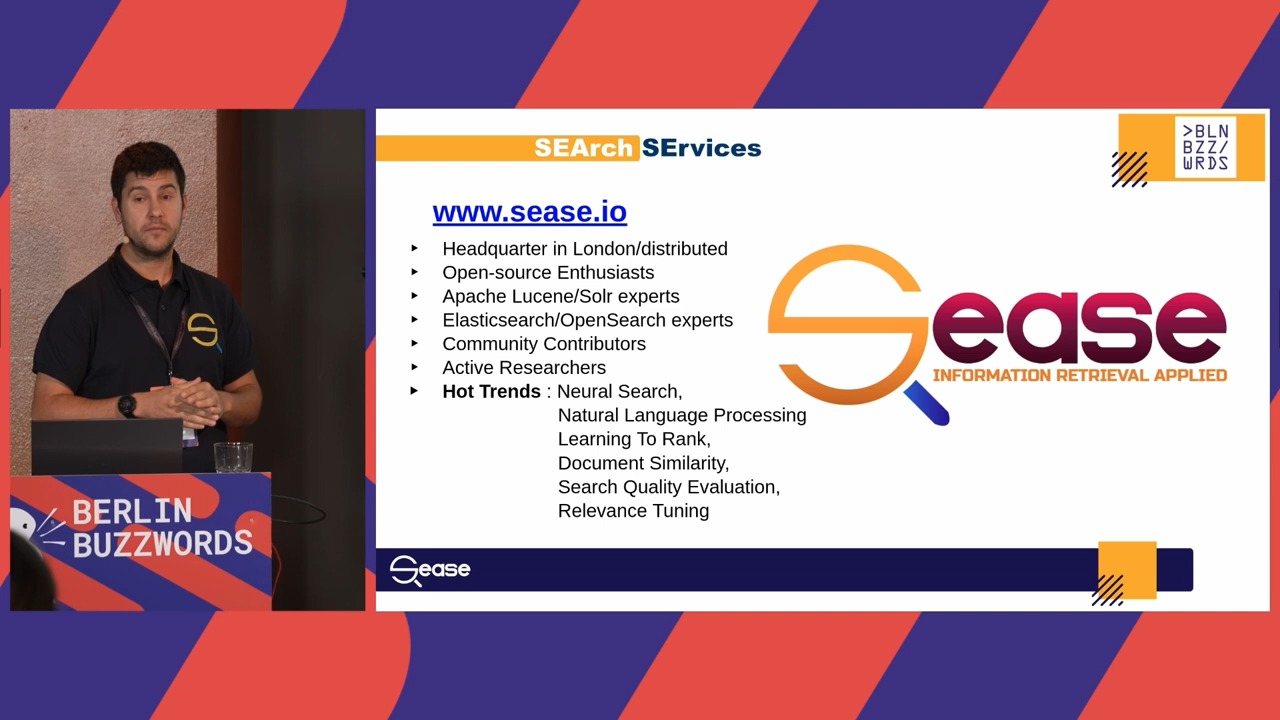 SEArch SErvices
>BLN
BZZ/
WRDS
www.sease.io
‣ Headquarter in London/distributed
‣ Open-source Enthusiasts
‣ Apache Lucene/Solr experts
‣ Elasticsearch/OpenSearch experts
‣ Community Contributors
‣ Active Researchers
‣ Hot Trends : Neural Search,
Natural Language Processing
Learning To Rank,
Document Similarity,
Search Quality Evaluation,
Relevance Tuning
Sease
INFORMATION RETRIEVAL APPLIED
Sease
BERLIN
BUZZWORDS